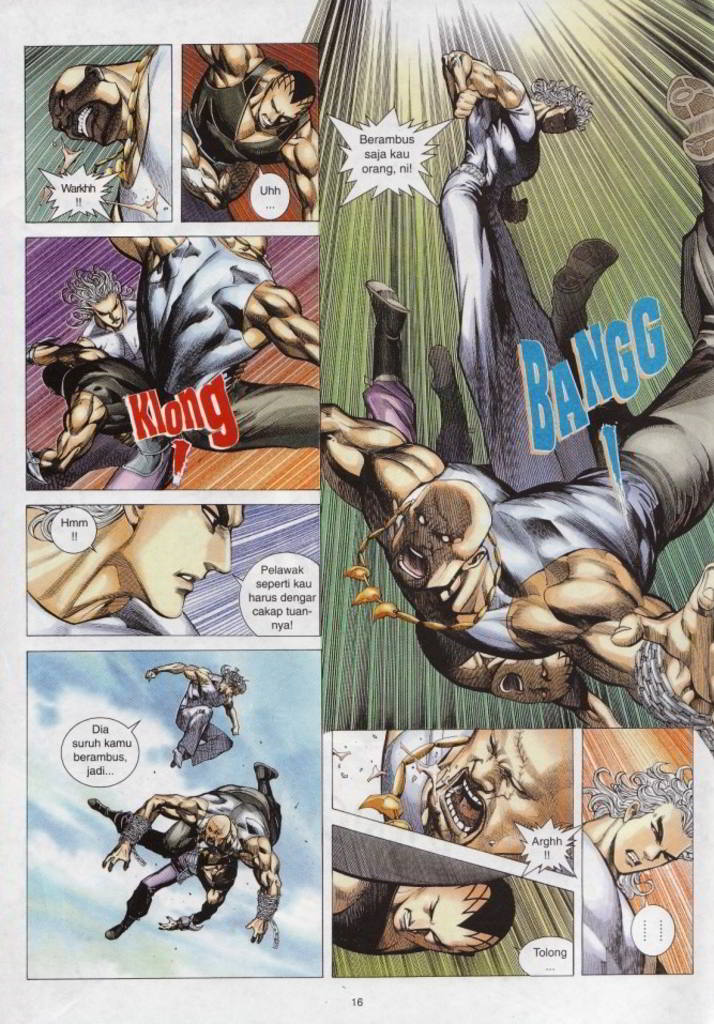 Warkhh
!!
Uhh
...
Klong
!
Hmm
!!
Pelawak
seperti kau
harus dengar
cakap tuan-
nya!
Dia
suruh kamu
berambus,
jadi...
Berambus
saja kau
orang, ni!
BANGG
!
Arghh
!!
Tolong
...
......
16